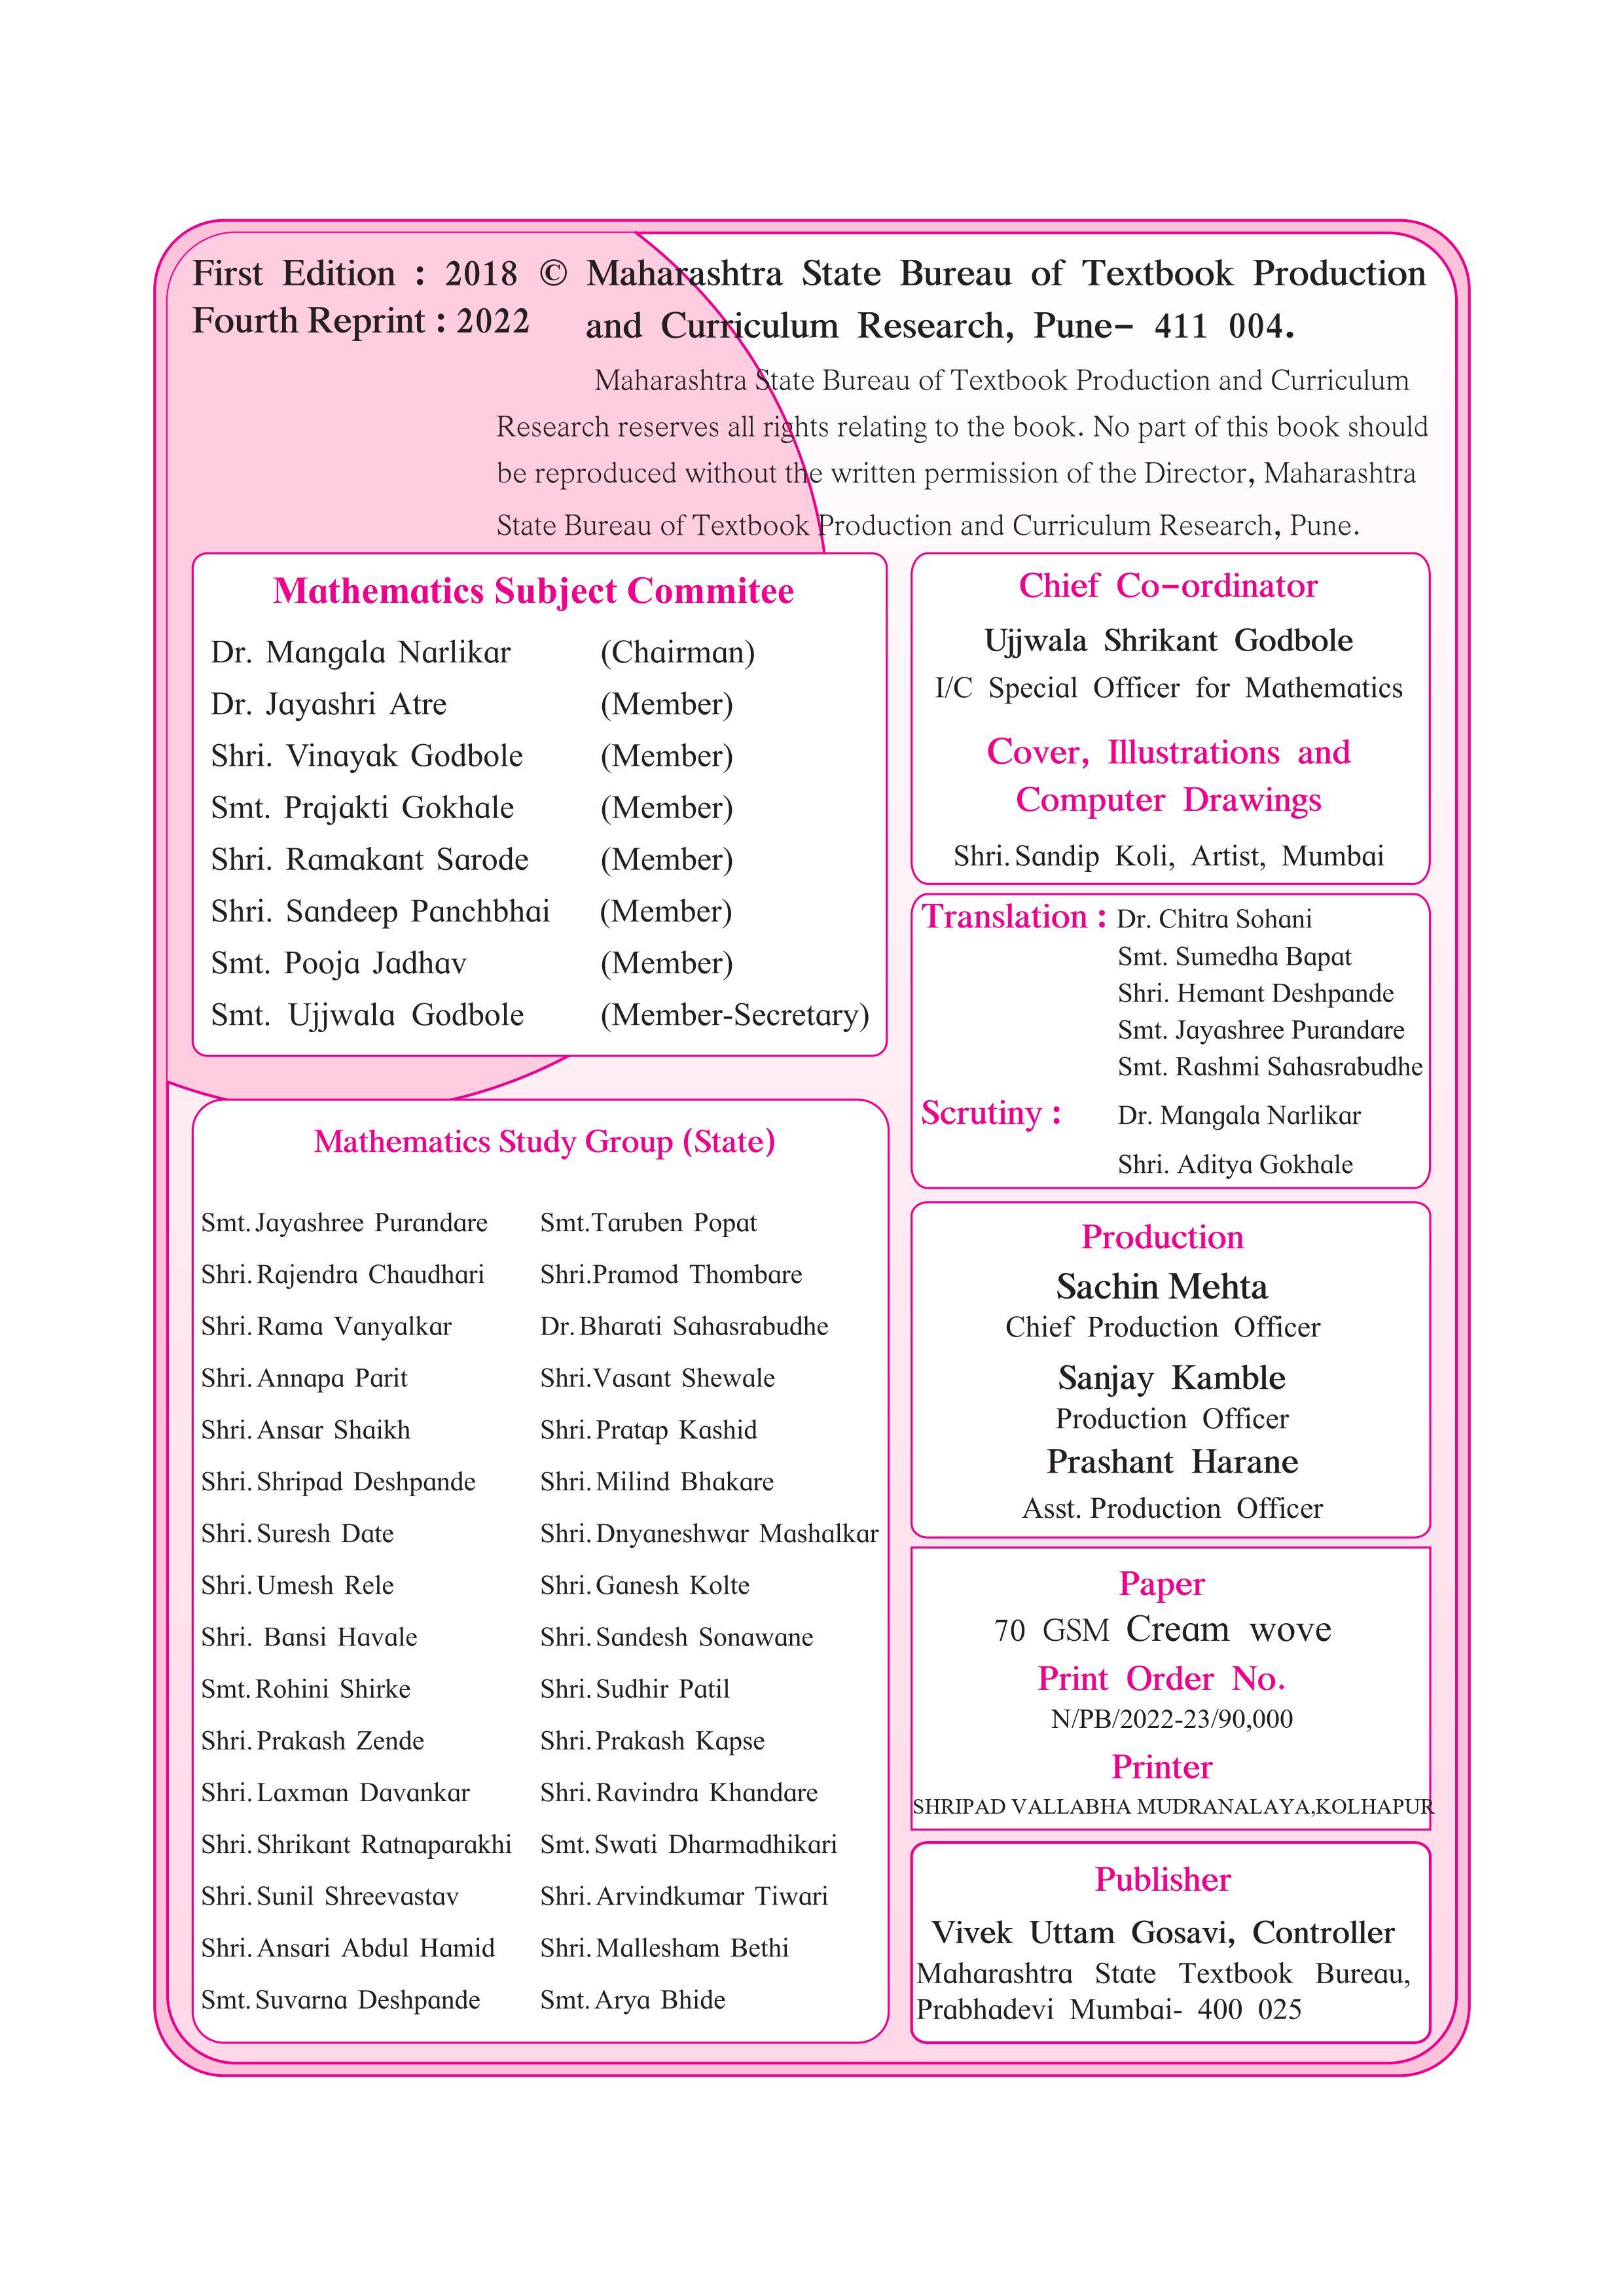 First Edition : 2018 © Maharashtra State Bureau of Textbook Production
Fourth Reprint : 2022 and Curriculum Research, Pune- 411 004.
Maharashtra State Bureau of Textbook Production and Curriculum
Research reserves all rights relating to the book. No part of this book should
be reproduced without the written permission of the Director, Maharashtra
State Bureau of Textbook Production and Curriculum Research, Pune.
Mathematics Subject Commitee
Dr. Mangala Narlikar (Chairman)
Dr. Jayashri Atre (Member)
Shri. Vinayak Godbole (Member)
Smt. Prajakti Gokhale (Member)
Shri. Ramakant Sarode (Member)
Shri. Sandeep Panchbhai (Member)
Smt. Pooja Jadhav (Member)
Smt. Ujjwala Godbole (Member-Secretary)
Mathematics Study Group (State)
Smt. Jayashree Purandare Smt. Taruben Popat
Shri. Rajendra Chaudhari Shri. Pramod Thombare
Shri. Rama Vanyalkar Dr. Bharati Sahasrabudhe
Shri. Annapa Parit Shri. Vasant Shewale
Shri. Ansar Shaikh Shri. Pratap Kashid
Shri. Shripad Deshpande Shri. Milind Bhakare
Shri. Suresh Date Shri. Dnyaneshwar Mashalkar
Shri. Umesh Rele Shri. Ganesh Kolte
Shri. Bansi Havale Shri. Sandesh Sonawane
Smt. Rohini Shirke Shri. Sudhir Patil
Shri. Prakash Zende Shri. Prakash Kapse
Shri. Laxman Davankar Shri. Ravindra Khandare
Shri. Shrikant Ratnaparakhi Smt. Swati Dharmadhikari
Shri. Sunil Shreevastav Shri. Arvindkumar Tiwari
Shri. Ansari Abdul Hamid Shri. Mallesham Bethi
Smt. Suvarna Deshpande Smt. Arya Bhide
Chief Co-ordinator
Ujjwala Shrikant Godbole
I/C Special Officer for Mathematics
Cover, Illustrations and
Computer Drawings
Shri. Sandip Koli, Artist, Mumbai
Translation : Dr. Chitra Sohani
Smt. Sumedha Bapat
Shri. Hemant Deshpande
Smt. Jayashree Purandare
Smt. Rashmi Sahasrabudhe
Scrutiny : Dr. Mangala Narlikar
Shri. Aditya Gokhale
Production
Sachin Mehta
Chief Production Officer
Sanjay Kamble
Production Officer
Prashant Harane
Asst. Production Officer
Paper
70 GSM Cream wove
Print Order No.
N/PB/2022-23/90,000
Printer
SHRIPAD VALLABHA MUDRANALAYA,KOLHAPUR
Publisher
Vivek Uttam Gosavi, Controller
Maharashtra State Textbook Bureau,
Prabhadevi Mumbai- 400 025